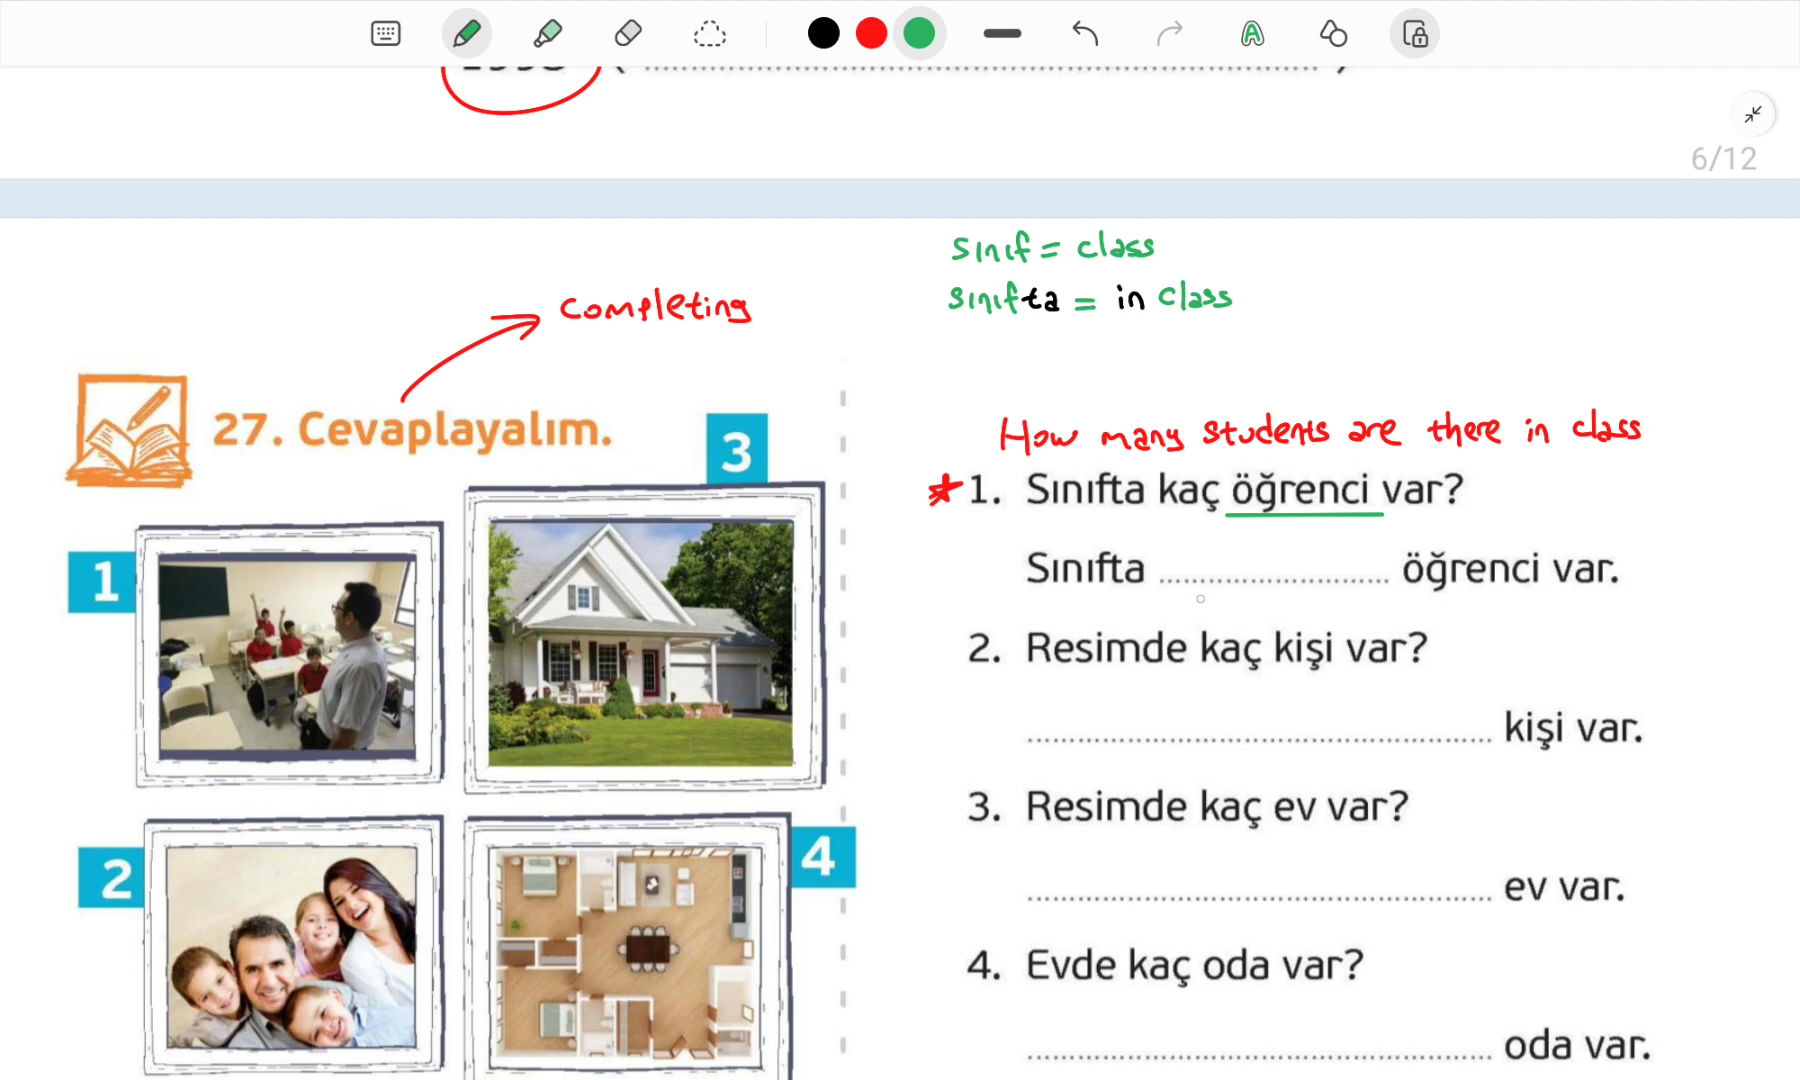 6/12
sınıf = class
sınıfta = in class
completing
27. Cevaplayalım.
3
1
2
4
How many students are there in class
1. Sınıfta kaç öğrenci var?
Sınıfta ........................... öğrenci var.
2. Resimde kaç kişi var?
...................................................... kişi var.
3. Resimde kaç ev var?
...................................................... ev var.
4. Evde kaç oda var?
...................................................... oda var.